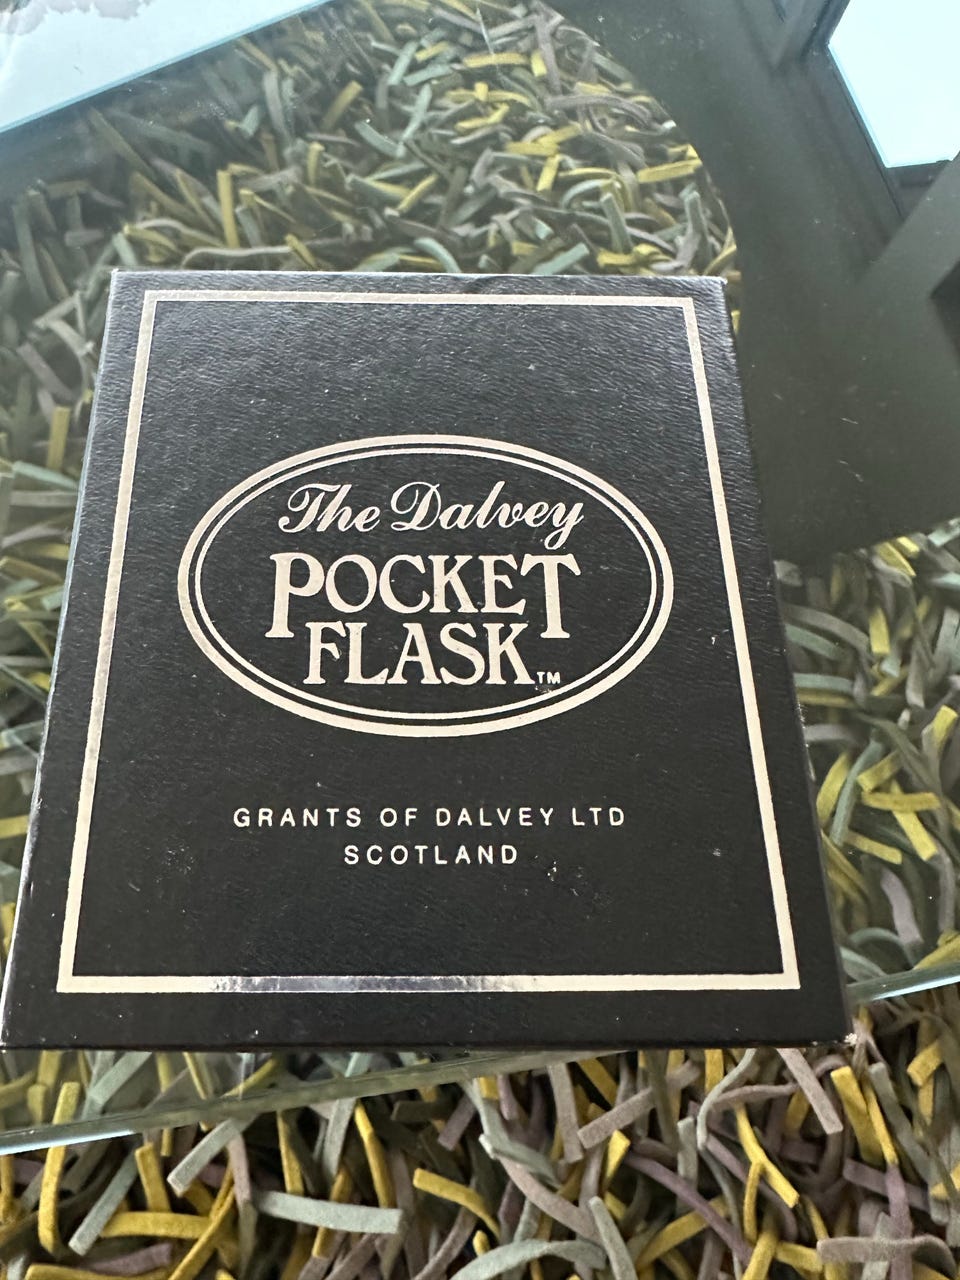 The Dalvey
POCKET
FLASK™
GRANTS OF DALVEY LTD
SCOTLAND